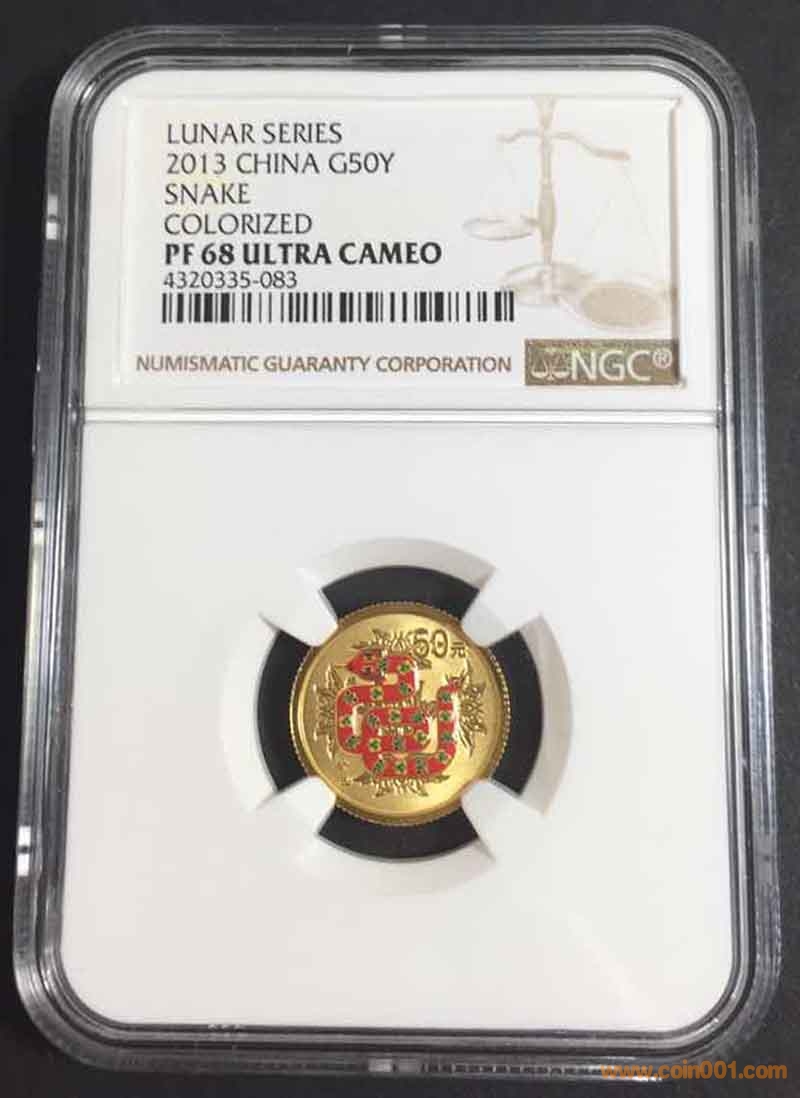 LUNAR SERIES
2013 CHINA G50Y
SNAKE
COLORIZED
PF 68 ULTRA CAMEO
4320335-083
NUMISMATIC GUARANTY CORPORATION NGC®
50元
www.coin001.com